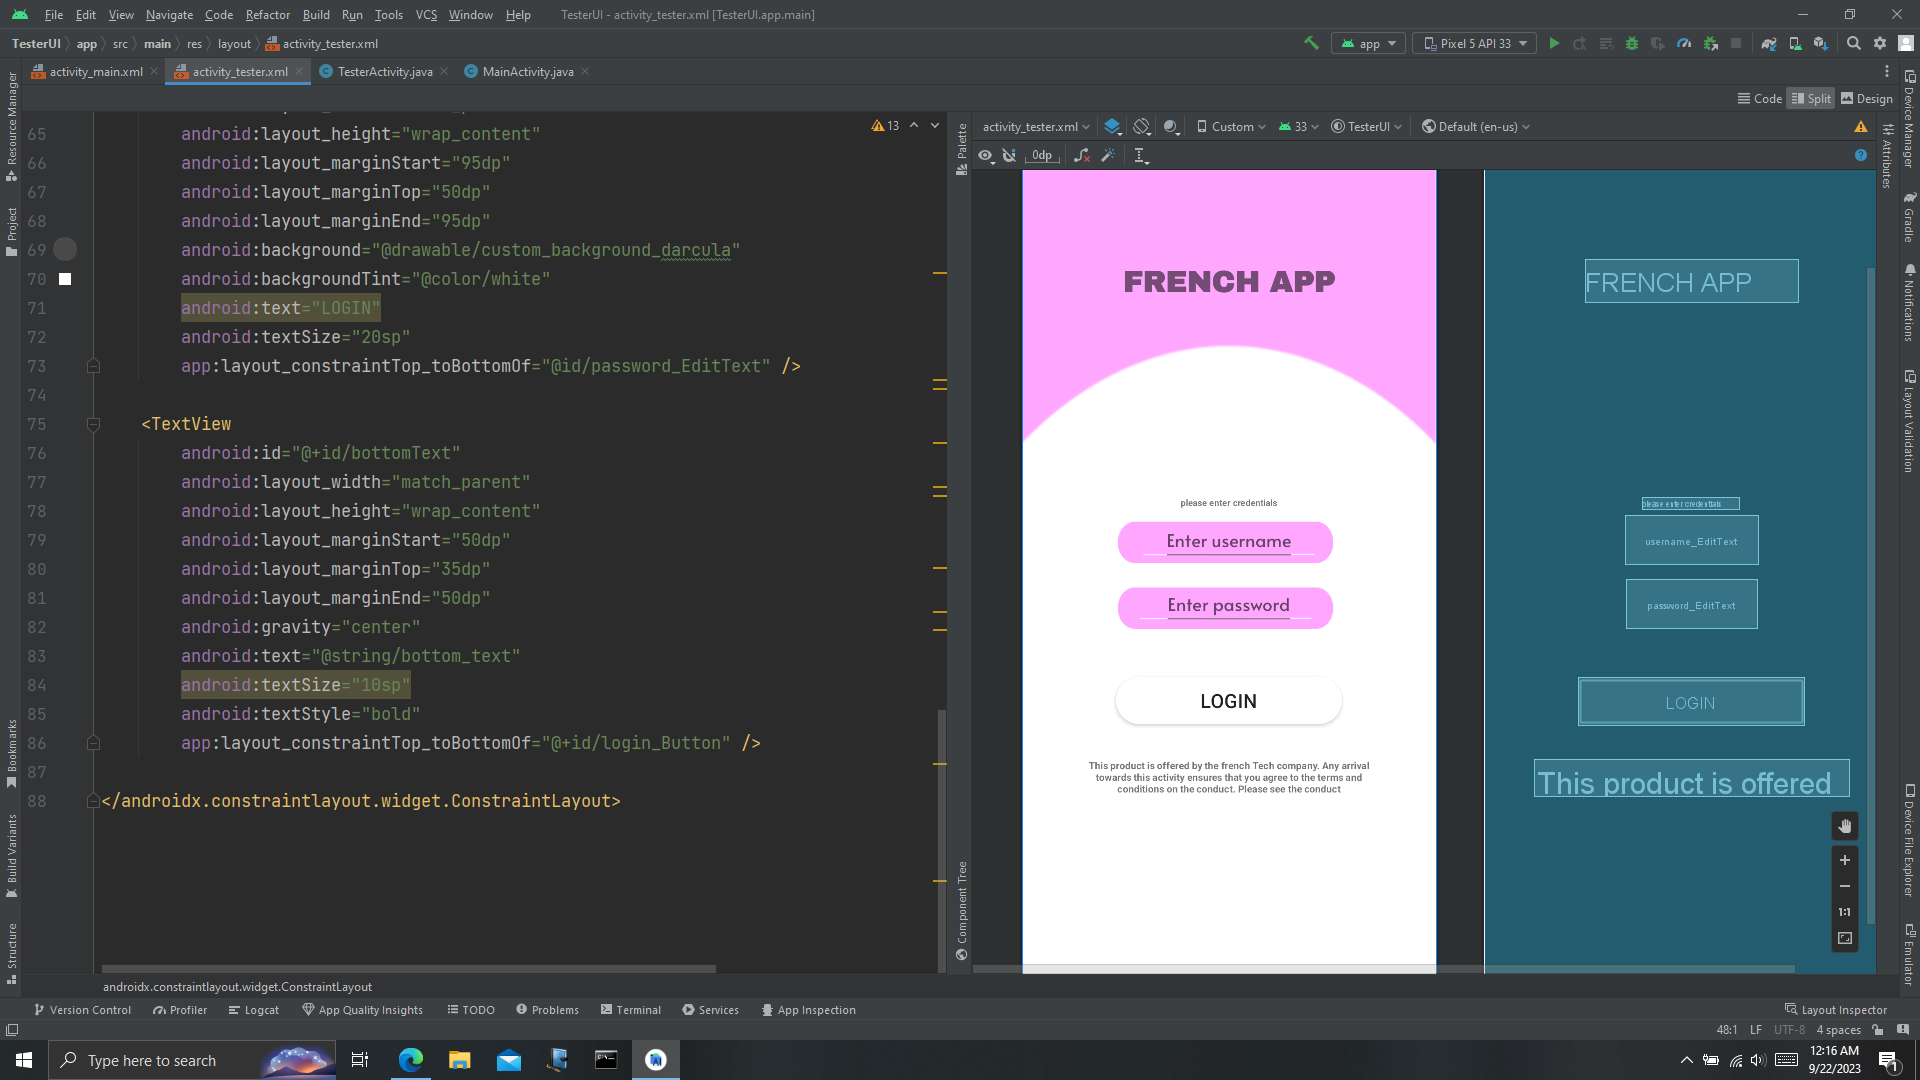 File Edit View Navigate Code Refactor Build Run Tools VCS Window Help TesterUI - activity_tester.xml [TesterUI.app.main]
TesterUI app src main res layout activity_tester.xml
app Pixel 5 API 33
activity_main.xml activity_tester.xml TesterActivity.java MainActivity.java
Code Split Design
Resource Manager
Project
Bookmarks
Build Variants
Structure
65 android:layout_height="wrap_content"
66 android:layout_marginStart="95dp"
67 android:layout_marginTop="50dp"
68 android:layout_marginEnd="95dp"
69 android:background="@drawable/custom_background_darcula"
70 android:backgroundTint="@color/white"
71 android:text="LOGIN"
72 android:textSize="20sp"
73 app:layout_constraintTop_toBottomOf="@id/password_EditText" />
74
75 <TextView
76 android:id="@+id/bottomText"
77 android:layout_width="match_parent"
78 android:layout_height="wrap_content"
79 android:layout_marginStart="50dp"
80 android:layout_marginTop="35dp"
81 android:layout_marginEnd="50dp"
82 android:gravity="center"
83 android:text="@string/bottom_text"
84 android:textSize="10sp"
85 android:textStyle="bold"
86 app:layout_constraintTop_toBottomOf="@+id/login_Button" />
87
88 </androidx.constraintlayout.widget.ConstraintLayout>
13
Palette
Component Tree
activity_tester.xml Custom 33 TesterUI Default (en-us)
0dp
FRENCH APP
please enter credentials
Enter username
Enter password
LOGIN
This product is offered by the french Tech company. Any arrival
towards this activity ensures that you agree to the terms and
conditions on the conduct. Please see the conduct
FRENCH APP
please enter credentials
username_EditText
password_EditText
LOGIN
This product is offered
1:1
Attributes
Device Manager
Gradle
Notifications
Layout Validation
Device File Explorer
Emulator
androidx.constraintlayout.widget.ConstraintLayout
Version Control Profiler Logcat App Quality Insights TODO Problems Terminal Services App Inspection Layout Inspector
48:1 LF UTF-8 4 spaces
Type here to search
12:16 AM
9/22/2023
1